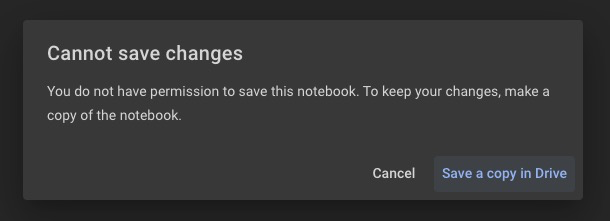 Cannot save changes
You do not have permission to save this notebook. To keep your changes, make a
copy of the notebook.
Cancel
Save a copy in Drive